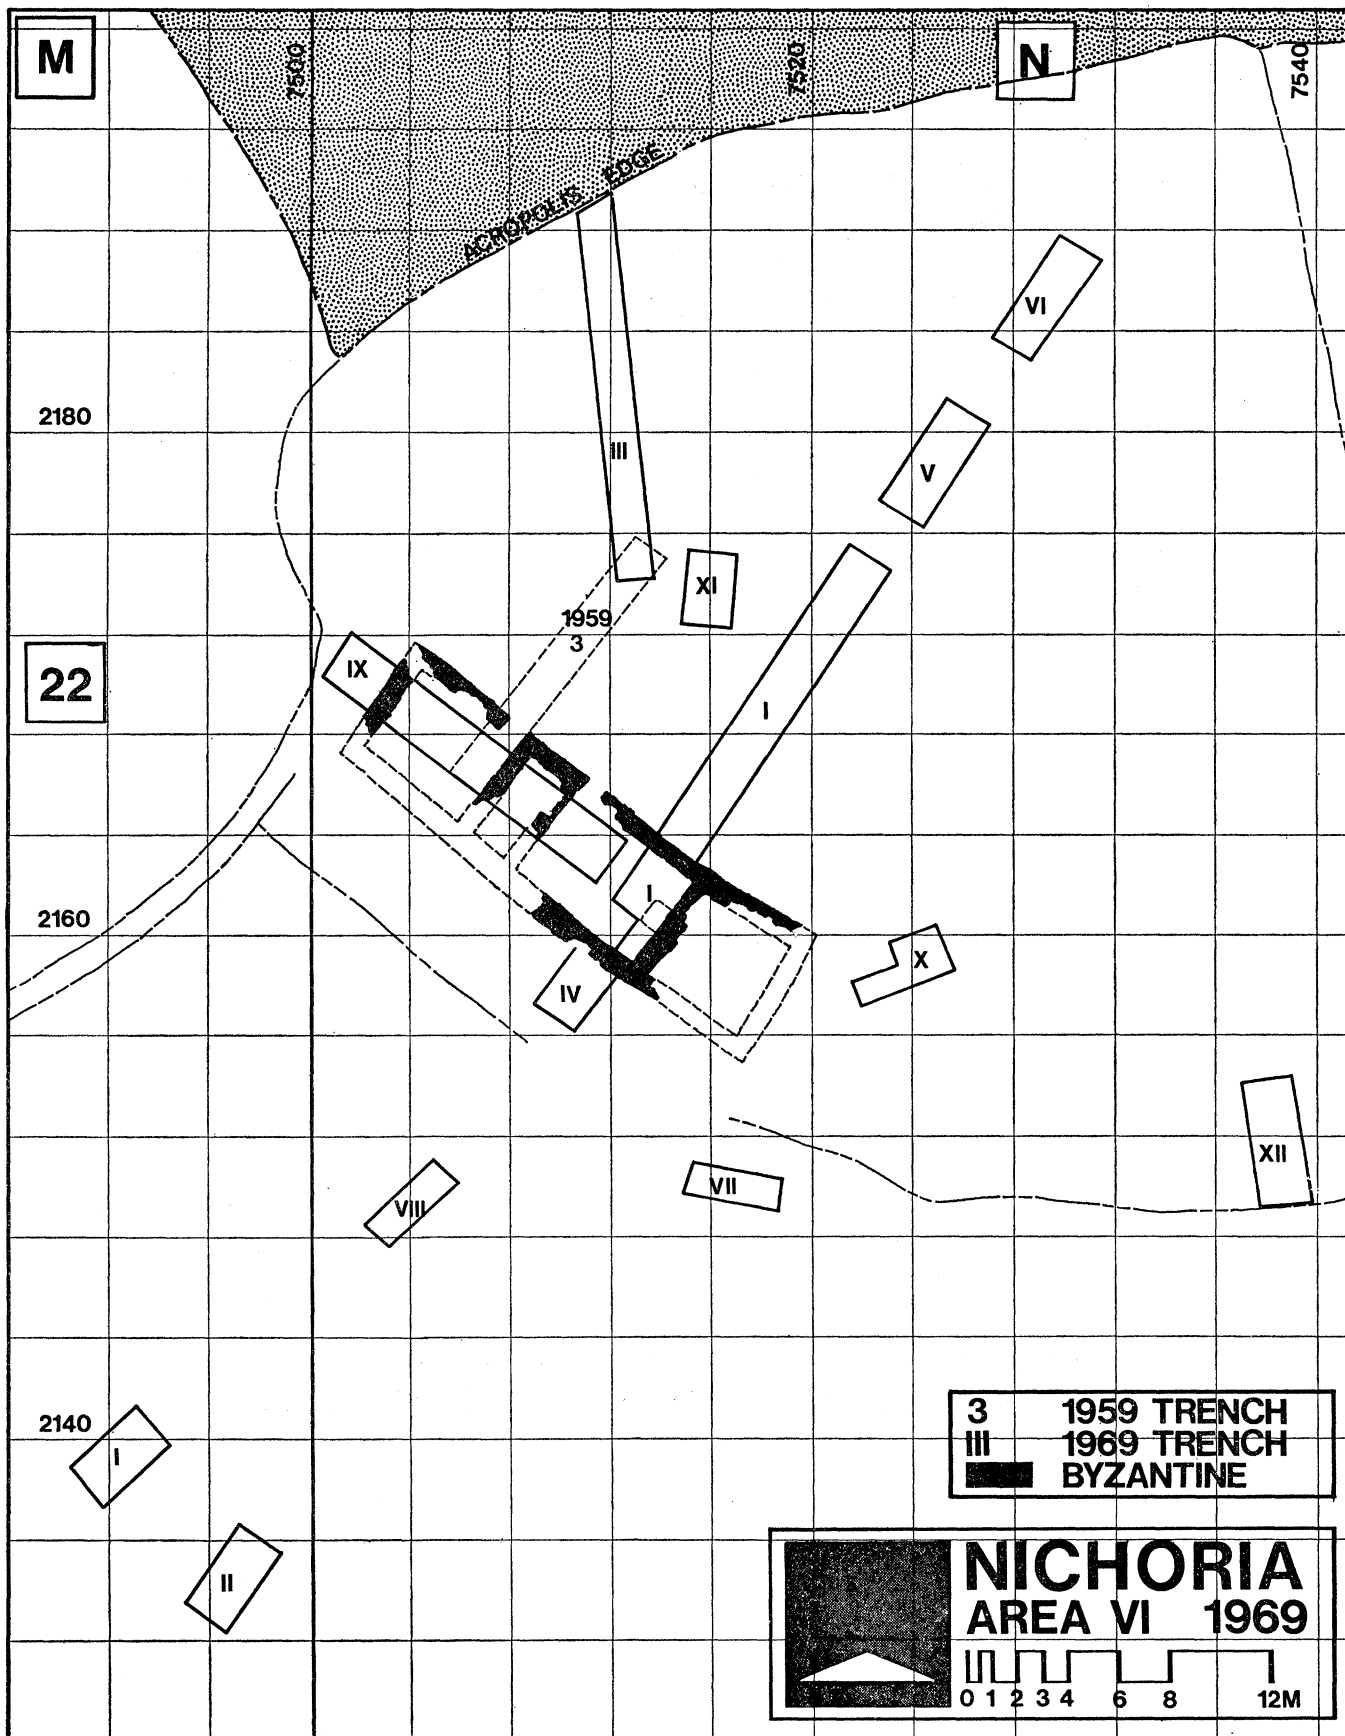 M
7500
7520
N
7540
ACROPOLIS EDGE
VI
2180
III
V
XI
1959
3
IX
22
I
I
2160
X
IV
XII
VII
VIII
2140
I
II
3 1959 TRENCH
III 1969 TRENCH
BYZANTINE
NICHORIA
AREA VI 1969
0 1 2 3 4 6 8 12M